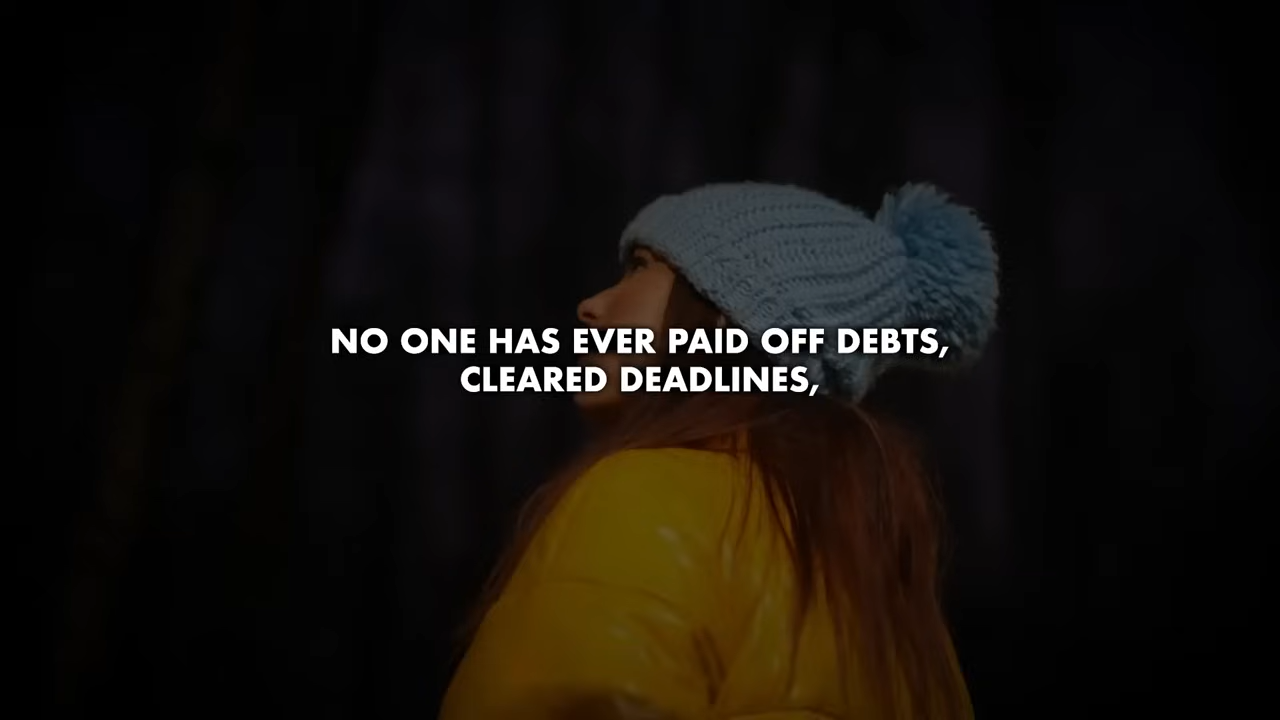 NO ONE HAS EVER PAID OFF DEBTS,
CLEARED DEADLINES,